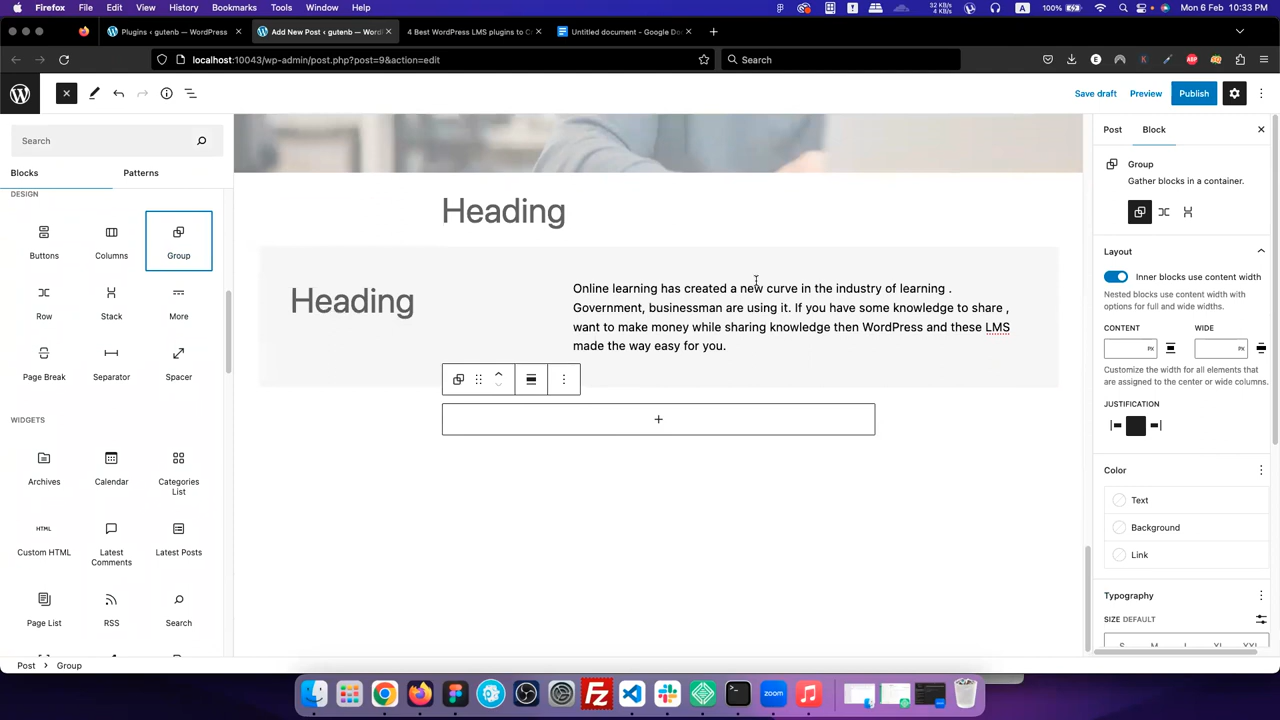 Firefox File Edit View History Bookmarks Tools Window Help
32 KB/s
4 KB/s
A 100% Mon 6 Feb 10:33 PM
Plugins ‹ gutenb — WordPress
Add New Post ‹ gutenb — Word
4 Best WordPress LMS plugins to C
Untitled document - Google Do
localhost:10043/wp-admin/post.php?post=9&action=edit
Search
Save draft Preview Publish
Search
Blocks Patterns
DESIGN
Buttons Columns Group
Row Stack More
Page Break Separator Spacer
WIDGETS
Archives Calendar Categories List
HTML
Custom HTML Latest Comments Latest Posts
Page List RSS Search
Heading
Heading
Online learning has created a new curve in the industry of learning .
Government, businessman are using it. If you have some knowledge to share ,
want to make money while sharing knowledge then WordPress and these LMS
made the way easy for you.
Post Block
Group
Gather blocks in a container.
Layout
Inner blocks use content width
Nested blocks use content width with
options for full and wide widths.
CONTENT WIDE
PX PX
Customize the width for all elements that
are assigned to the center or wide columns.
JUSTIFICATION
Color
Text
Background
Link
Typography
SIZE DEFAULT
S M L XL XXL
Post Group
zoom